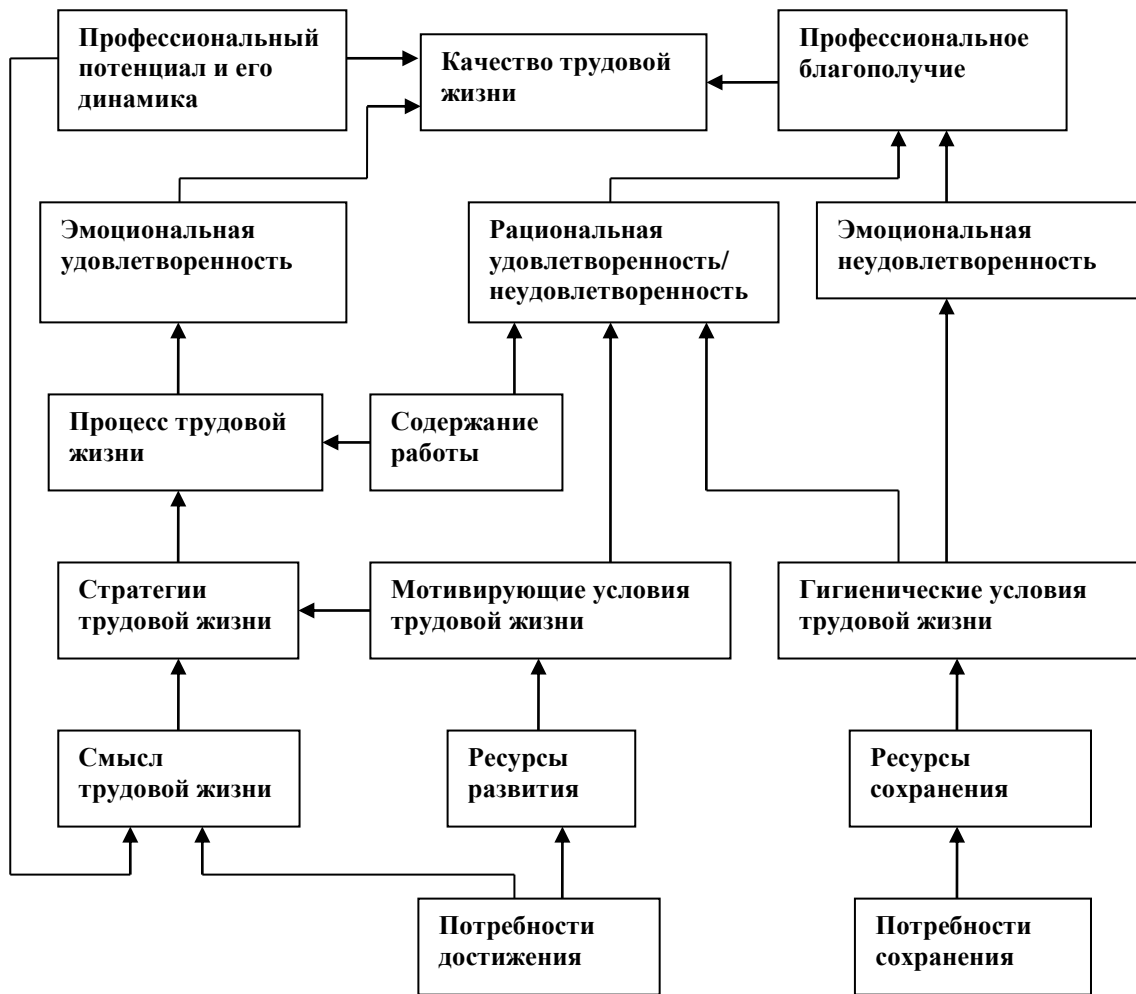 Профессиональный
потенциал и его
динамика
Качество трудовой
жизни
Профессиональное
благополучие
Эмоциональная
удовлетворенность
Рациональная
удовлетворенность/
неудовлетворенность
Эмоциональная
неудовлетворенность
Процесс трудовой
жизни
Содержание
работы
Стратегии
трудовой жизни
Мотивирующие условия
трудовой жизни
Гигиенические условия
трудовой жизни
Смысл
трудовой жизни
Ресурсы
развития
Ресурсы
сохранения
Потребности
достижения
Потребности
сохранения